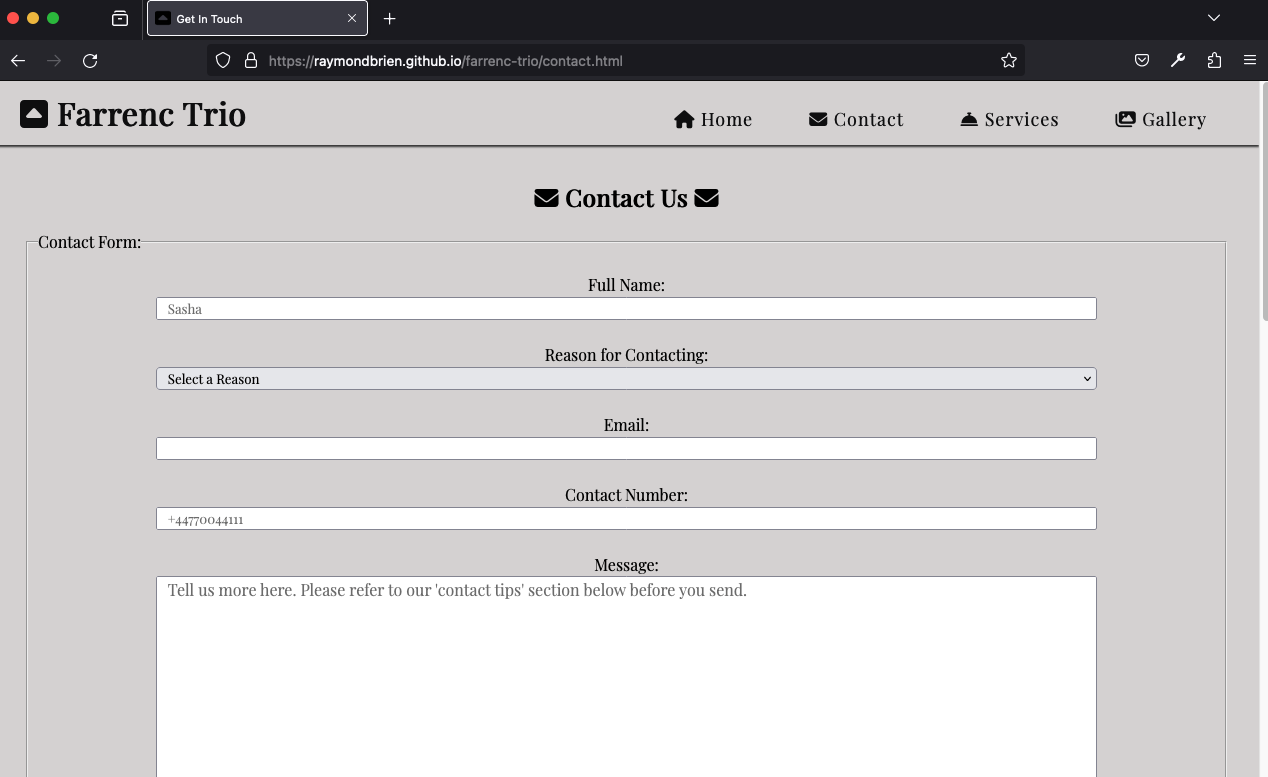 Get In Touch
https://raymondbrien.github.io/farrenc-trio/contact.html
Farrenc Trio
Home
Contact
Services
Gallery
Contact Us
Contact Form:
Full Name:
Sasha
Reason for Contacting:
Select a Reason
Email:
Contact Number:
+44770044111
Message:
Tell us more here. Please refer to our 'contact tips' section below before you send.